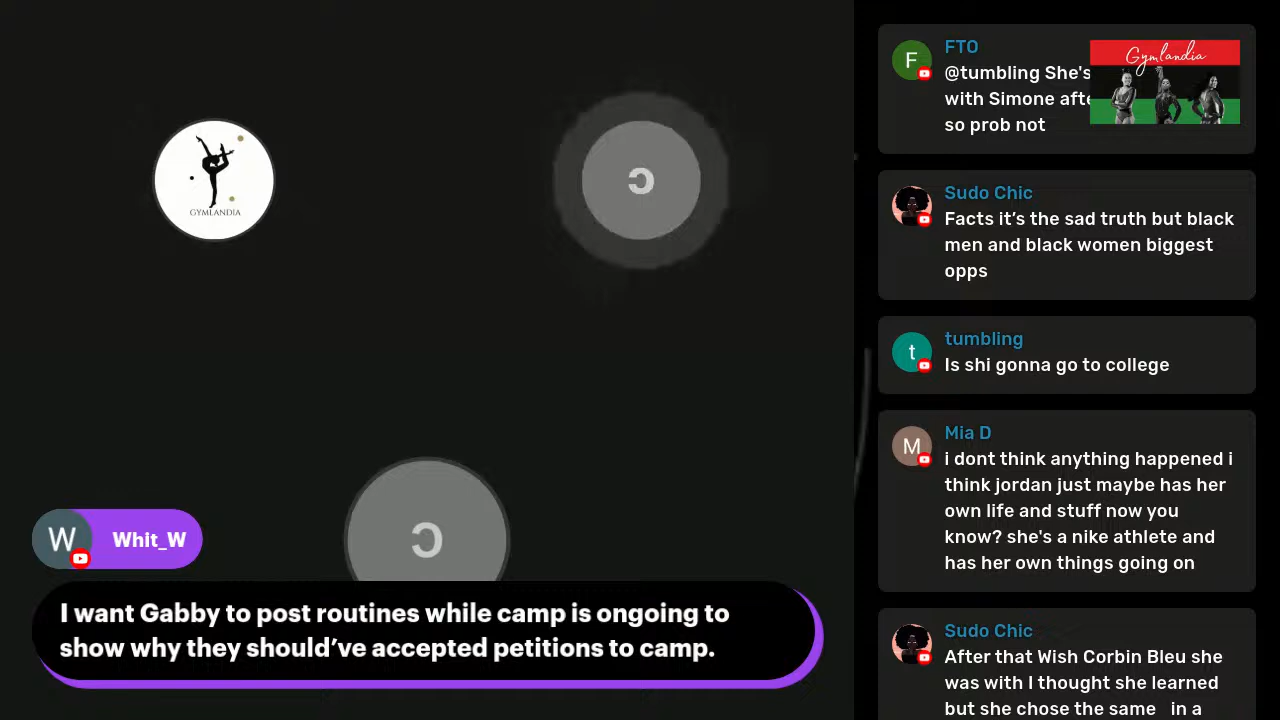 GYMLANDIA
ɔ
ɔ
W
Whit_W
I want Gabby to post routines while camp is ongoing to
show why they should’ve accepted petitions to camp.
F
FTO
@tumbling She's
with Simone afte
so prob not
Gymlandia
Sudo Chic
Facts it’s the sad truth but black
men and black women biggest
opps
t
tumbling
Is shi gonna go to college
M
Mia D
i dont think anything happened i
think jordan just maybe has her
own life and stuff now you
know? she's a nike athlete and
has her own things going on
Sudo Chic
After that Wish Corbin Bleu she
was with I thought she learned
but she chose the same in a